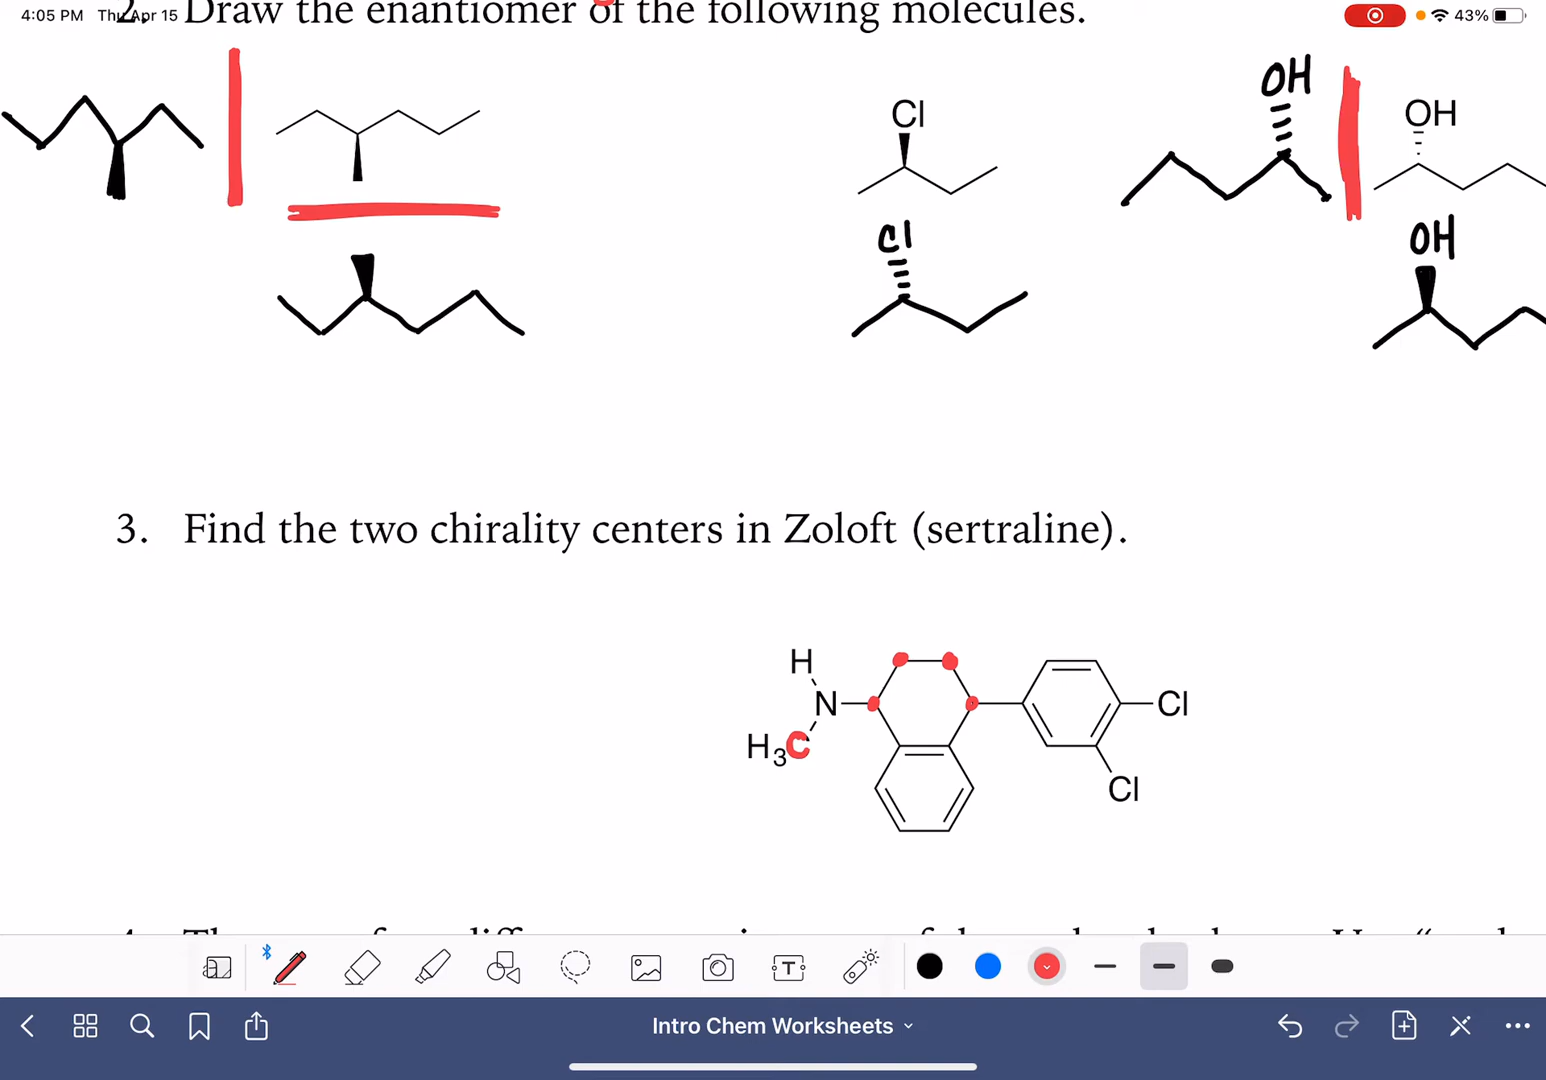 4:05 PM Thu Apr 15
43%
2. Draw the enantiomer of the following molecules.
OH
Cl
OH
Cl
OH
3. Find the two chirality centers in Zoloft (sertraline).
H
N
Cl
H3C
Cl
T
Intro Chem Worksheets